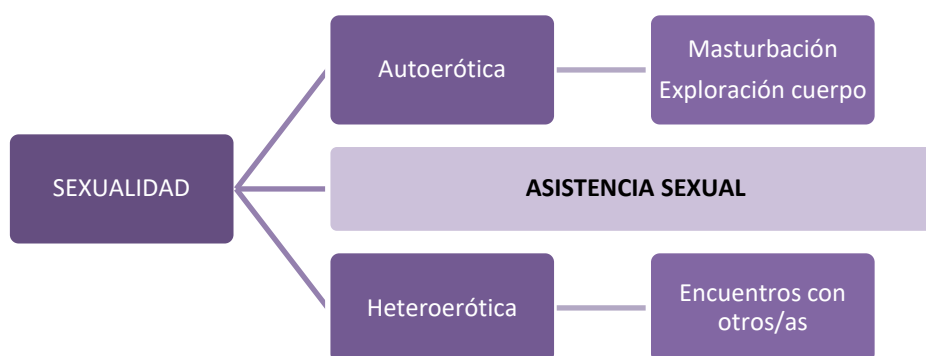 SEXUALIDAD
Autoerótica
Masturbación
Exploración cuerpo
ASISTENCIA SEXUAL
Heteroerótica
Encuentros con
otros/as